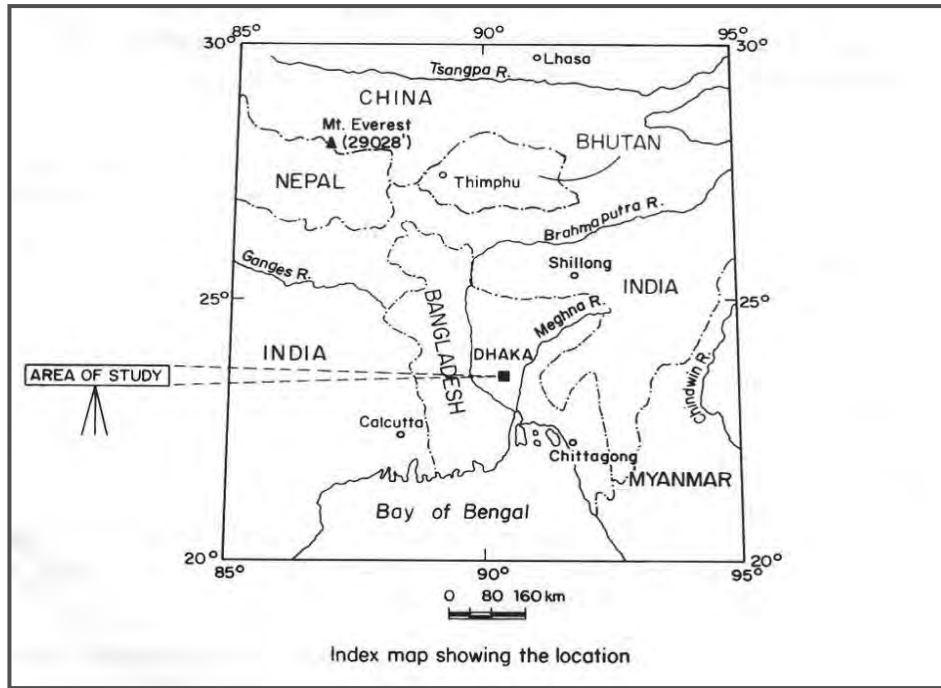 85°
90°
95°
30°
30°
Lhasa
Tsangpa R.
CHINA
Mt. Everest
(29028')
BHUTAN
NEPAL
Thimphu
Brahmaputra R.
Ganges R.
Shillong
INDIA
25°
25°
BANGLADESH
Meghna R.
INDIA
DHAKA
AREA OF STUDY
Chindwin R.
Calcutta
Chittagong
MYANMAR
Bay of Bengal
20°
20°
85°
90°
95°
0 80 160 km
Index map showing the location